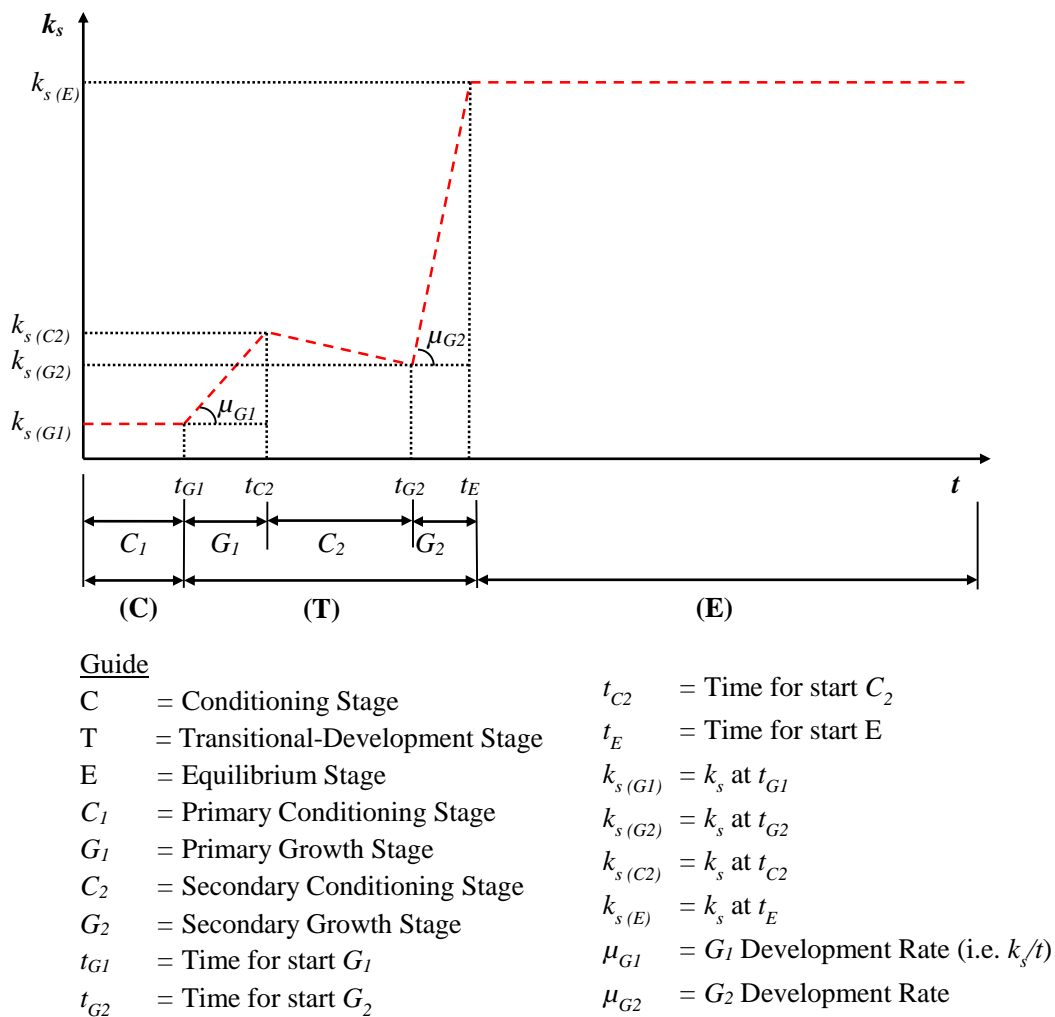 k_s
k_s (E)
k_s (C2)
k_s (G2)
k_s (G1)
μ_G1
μ_G2
t_G1 t_C2 t_G2 t_E t
C_1 G_1 C_2 G_2
(C) (T) (E)
Guide
C = Conditioning Stage
T = Transitional-Development Stage
E = Equilibrium Stage
C_1 = Primary Conditioning Stage
G_1 = Primary Growth Stage
C_2 = Secondary Conditioning Stage
G_2 = Secondary Growth Stage
t_G1 = Time for start G_1
t_G2 = Time for start G_2
t_C2 = Time for start C_2
t_E = Time for start E
k_s (G1) = k_s at t_G1
k_s (G2) = k_s at t_G2
k_s (C2) = k_s at t_C2
k_s (E) = k_s at t_E
μ_G1 = G_1 Development Rate (i.e. k_s/t)
μ_G2 = G_2 Development Rate